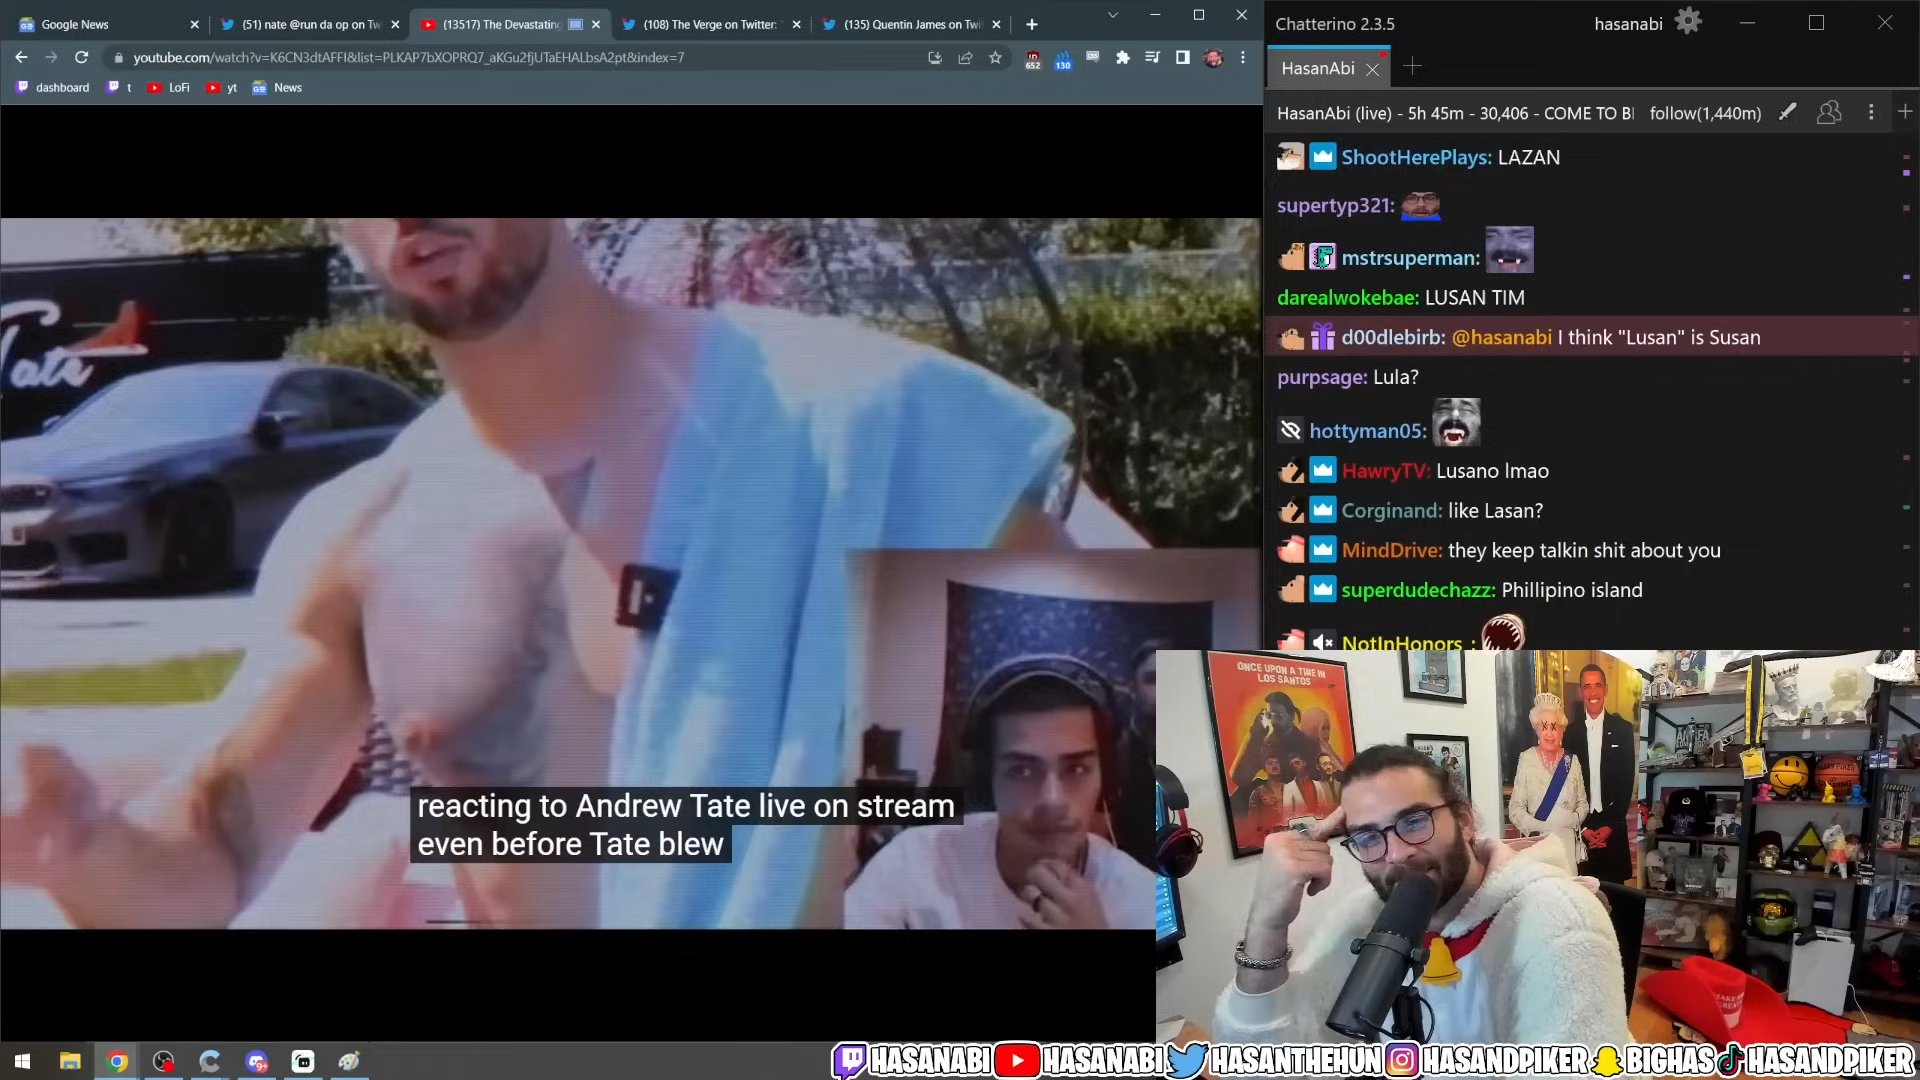 Google News
(51) nate @run da op on Tw
(13517) The Devastating
(108) The Verge on Twitter:
(135) Quentin James on Twi
youtube.com/watch?v=K6CN3dtAFFI&list=PLKAP7bXOPRQ7_aKGu2fjUTaEHALbsA2pt&index=7
652
130
dashboard
t
LoFi
yt
News
Tate
reacting to Andrew Tate live on stream
even before Tate blew
Chatterino 2.3.5
hasanabi
HasanAbi
HasanAbi (live) - 5h 45m - 30,406 - COME TO B
follow(1,440m)
ShootHerePlays: LAZAN
supertyp321:
mstrsuperman:
darealwokebae: LUSAN TIM
d00dlebirb: @hasanabi I think "Lusan" is Susan
purpsage: Lula?
hottyman05:
HawryTV: Lusano lmao
Corginand: like Lasan?
MindDrive: they keep talkin shit about you
superdudechazz: Phillipino island
NotInHonors_:
ONCE UPON A TIME IN
LOS SANTOS
HASANABI
HASANABI
HASANTHEHUN
HASANDPIKER
BIGHAS
HASANDPIKER